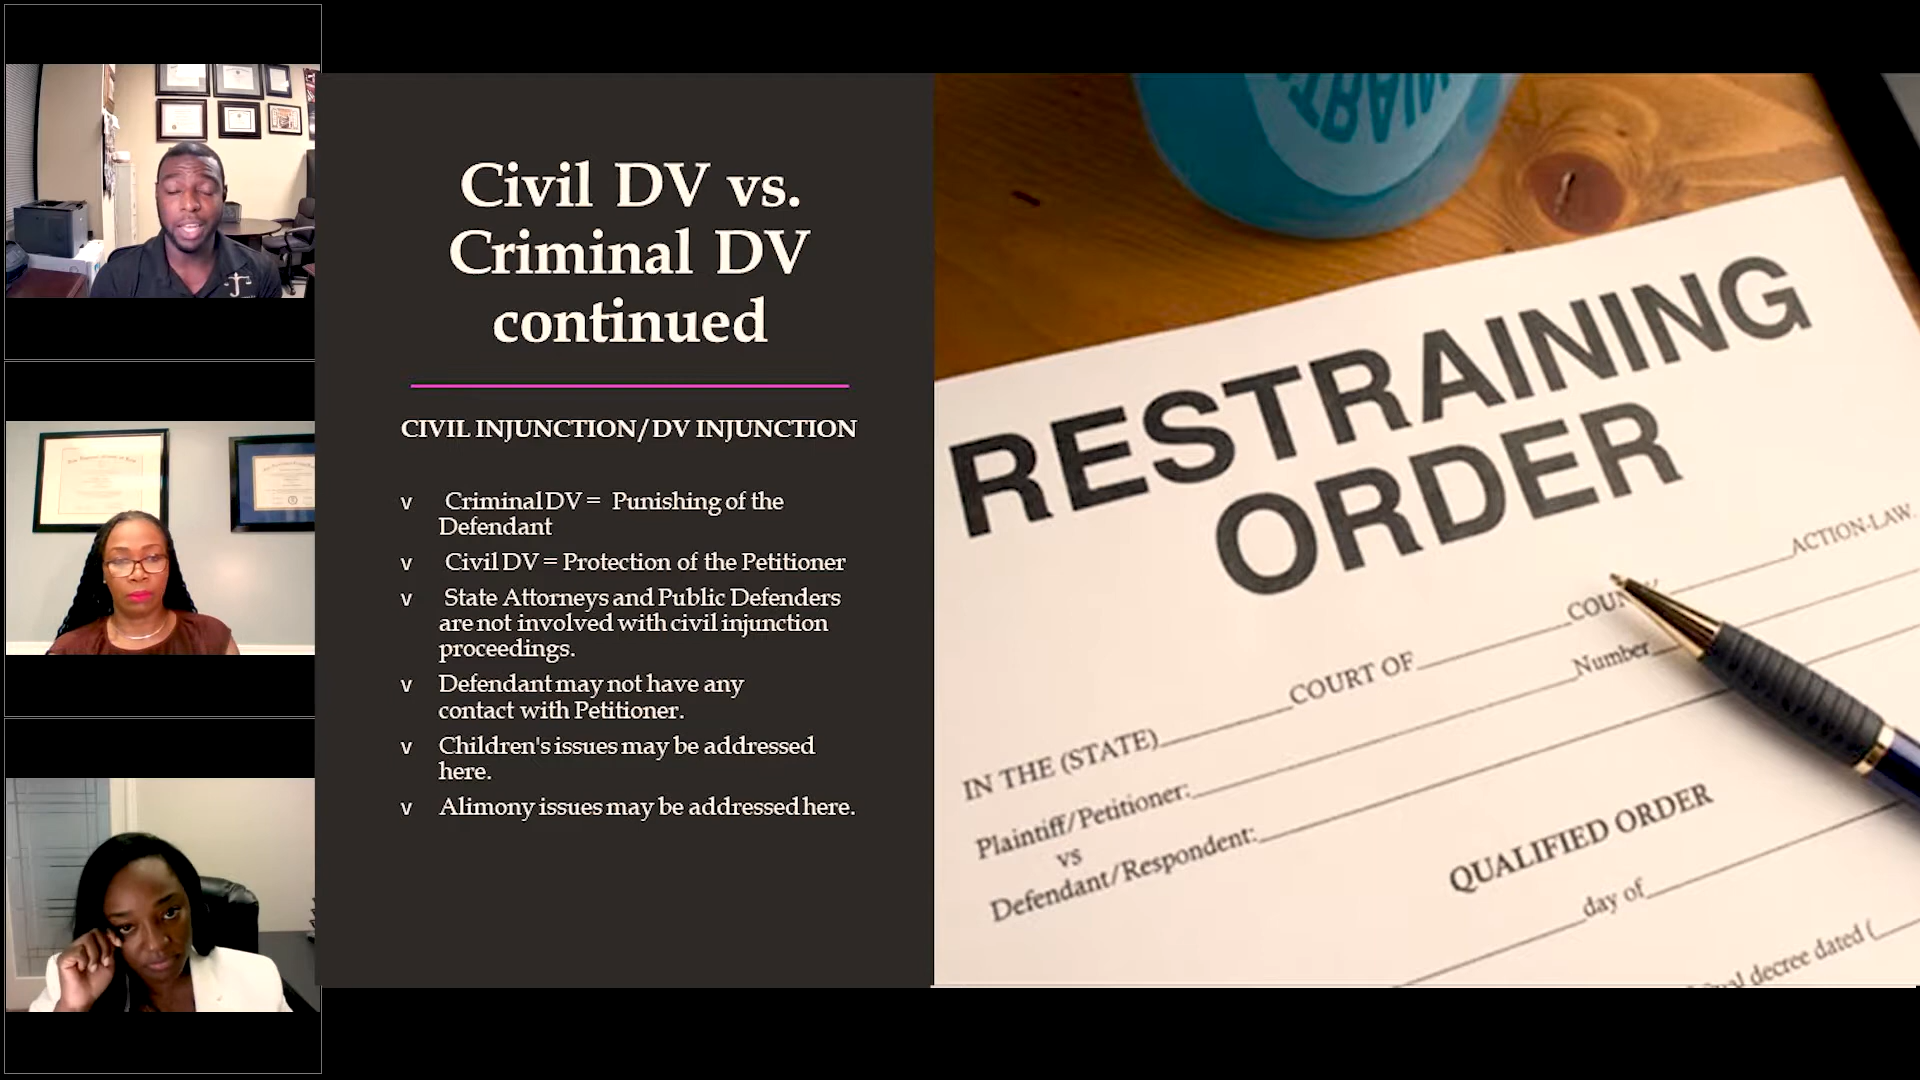 Civil DV vs.
Criminal DV
continued
CIVIL INJUNCTION/DV INJUNCTION
v Criminal DV = Punishing of the
Defendant
v Civil DV = Protection of the Petitioner
v State Attorneys and Public Defenders
are not involved with civil injunction
proceedings.
v Defendant may not have any
contact with Petitioner.
v Children's issues may be addressed
here.
v Alimony issues may be addressed here.
RESTRAINING
ORDER
ACTION-LAW
IN THE (STATE)____COURT OF____COUN
Number
Plaintiff/Petitioner:
vs
Defendant/Respondent:
QUALIFIED ORDER
day of
decree dated (